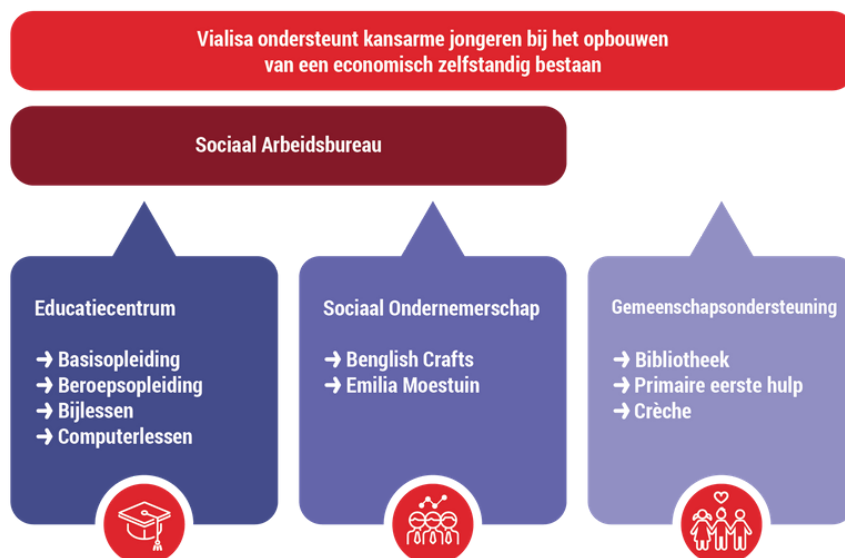 Vialisa ondersteunt kansarme jongeren bij het opbouwen
van een economisch zelfstandig bestaan
Sociaal Arbeidsbureau
Educatiecentrum
→ Basisopleiding
→ Beroepsopleiding
→ Bijlessen
→ Computerlessen
Sociaal Ondernemerschap
→ Benglish Crafts
→ Emilia Moestuin
Gemeenschapsondersteuning
→ Bibliotheek
→ Primaire eerste hulp
→ Crèche